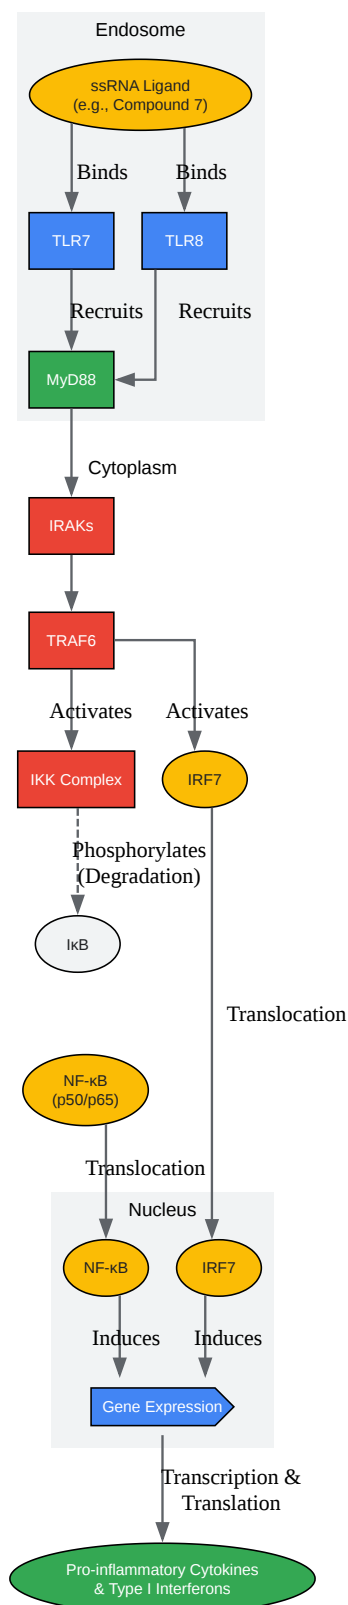 Endosome
ssRNA Ligand
(e.g., Compound 7)
Binds
Binds
TLR7
TLR8
Recruits
Recruits
MyD88
Cytoplasm
IRAKs
TRAF6
Activates
Activates
IKK Complex
IRF7
Phosphorylates
(Degradation)
IκB
Translocation
NF-κB
(p50/p65)
Translocation
Nucleus
NF-κB
IRF7
Induces
Induces
Gene Expression
Transcription &
Translation
Pro-inflammatory Cytokines
& Type I Interferons